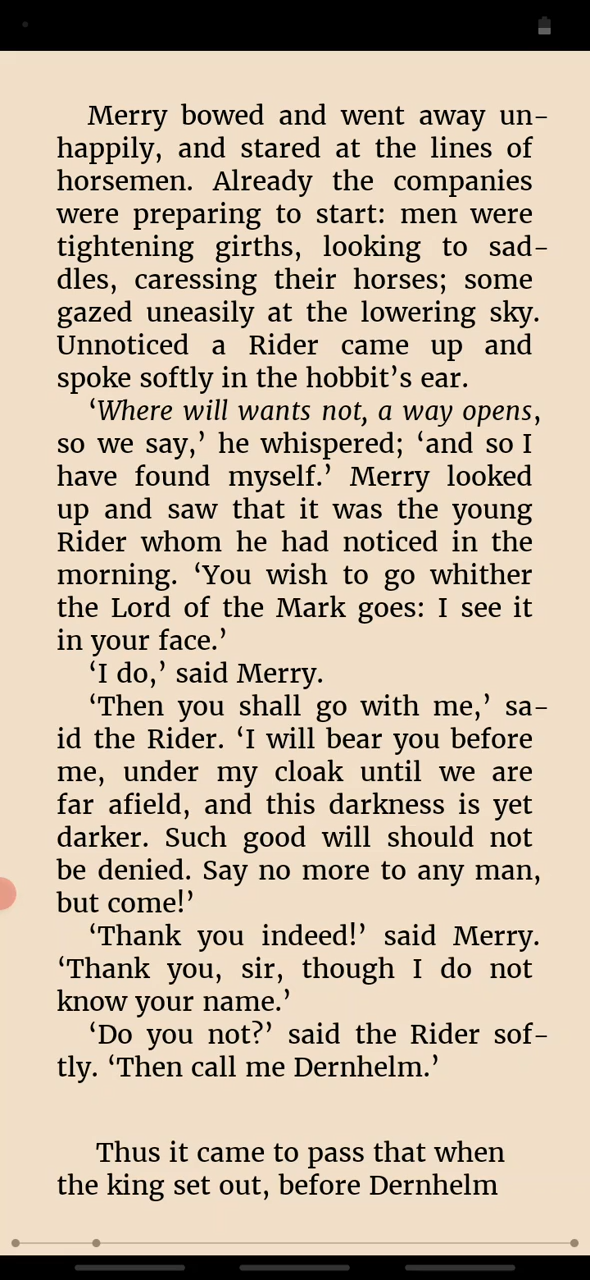 Merry bowed and went away un-
happily, and stared at the lines of
horsemen. Already the companies
were preparing to start: men were
tightening girths, looking to sad-
dles, caressing their horses; some
gazed uneasily at the lowering sky.
Unnoticed a Rider came up and
spoke softly in the hobbit’s ear.
‘Where will wants not, a way opens,
so we say,’ he whispered; ‘and so I
have found myself.’ Merry looked
up and saw that it was the young
Rider whom he had noticed in the
morning. ‘You wish to go whither
the Lord of the Mark goes: I see it
in your face.’
‘I do,’ said Merry.
‘Then you shall go with me,’ sa-
id the Rider. ‘I will bear you before
me, under my cloak until we are
far afield, and this darkness is yet
darker. Such good will should not
be denied. Say no more to any man,
but come!’
‘Thank you indeed!’ said Merry.
‘Thank you, sir, though I do not
know your name.’
‘Do you not?’ said the Rider sof-
tly. ‘Then call me Dernhelm.’
Thus it came to pass that when
the king set out, before Dernhelm